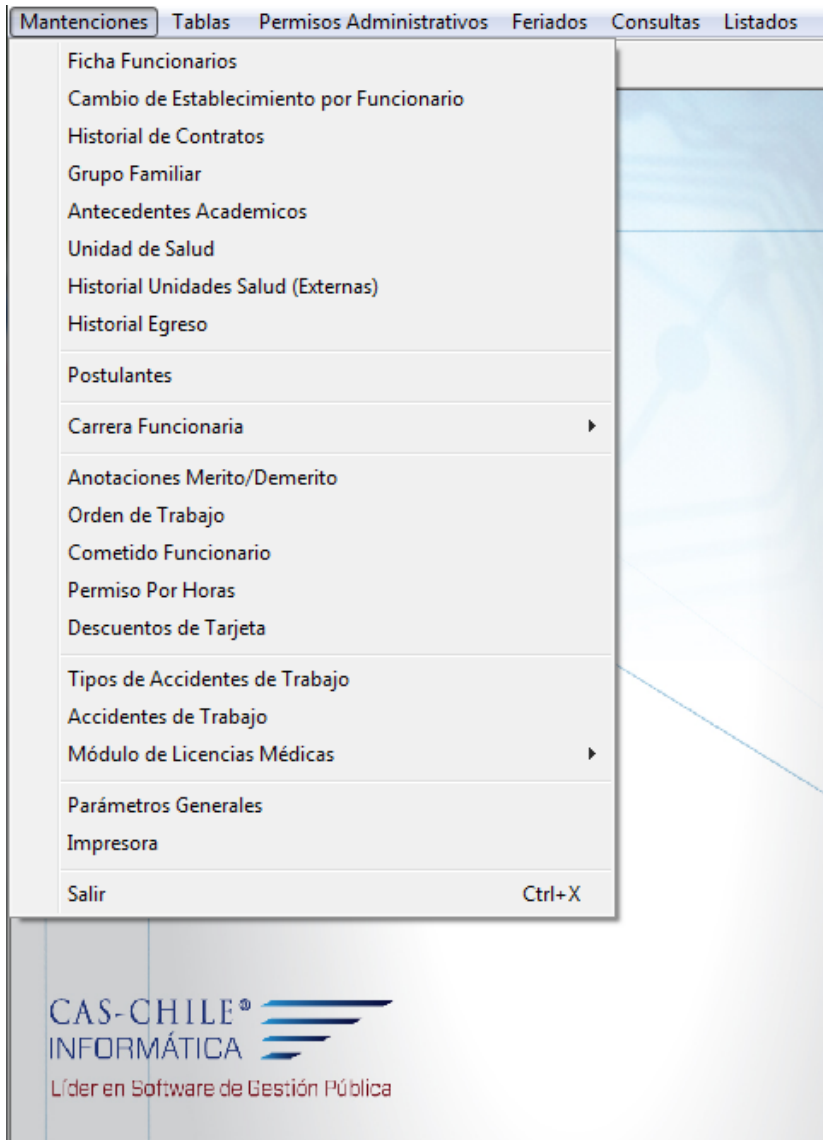 Mantenciones Tablas Permisos Administrativos Feriados Consultas Listados
Ficha Funcionarios
Cambio de Establecimiento por Funcionario
Historial de Contratos
Grupo Familiar
Antecedentes Academicos
Unidad de Salud
Historial Unidades Salud (Externas)
Historial Egreso
Postulantes
Carrera Funcionaria
Anotaciones Merito/Demerito
Orden de Trabajo
Cometido Funcionario
Permiso Por Horas
Descuentos de Tarjeta
Tipos de Accidentes de Trabajo
Accidentes de Trabajo
Módulo de Licencias Médicas
Parámetros Generales
Impresora
Salir Ctrl+X
CAS-CHILE®
INFORMÁTICA
Líder en Software de Gestión Pública